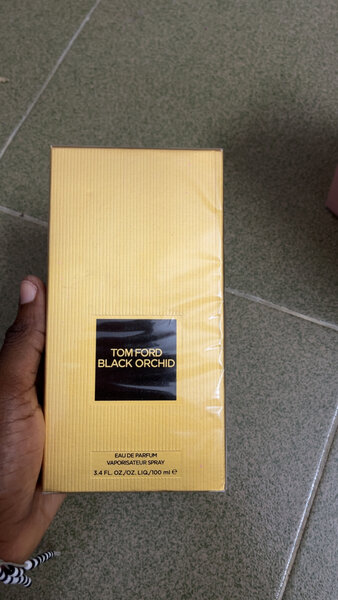 TOM FORD
BLACK ORCHID
EAU DE PARFUM
VAPORISATEUR SPRAY
3.4 FL. OZ./OZ. LIQ/100 ml ℮